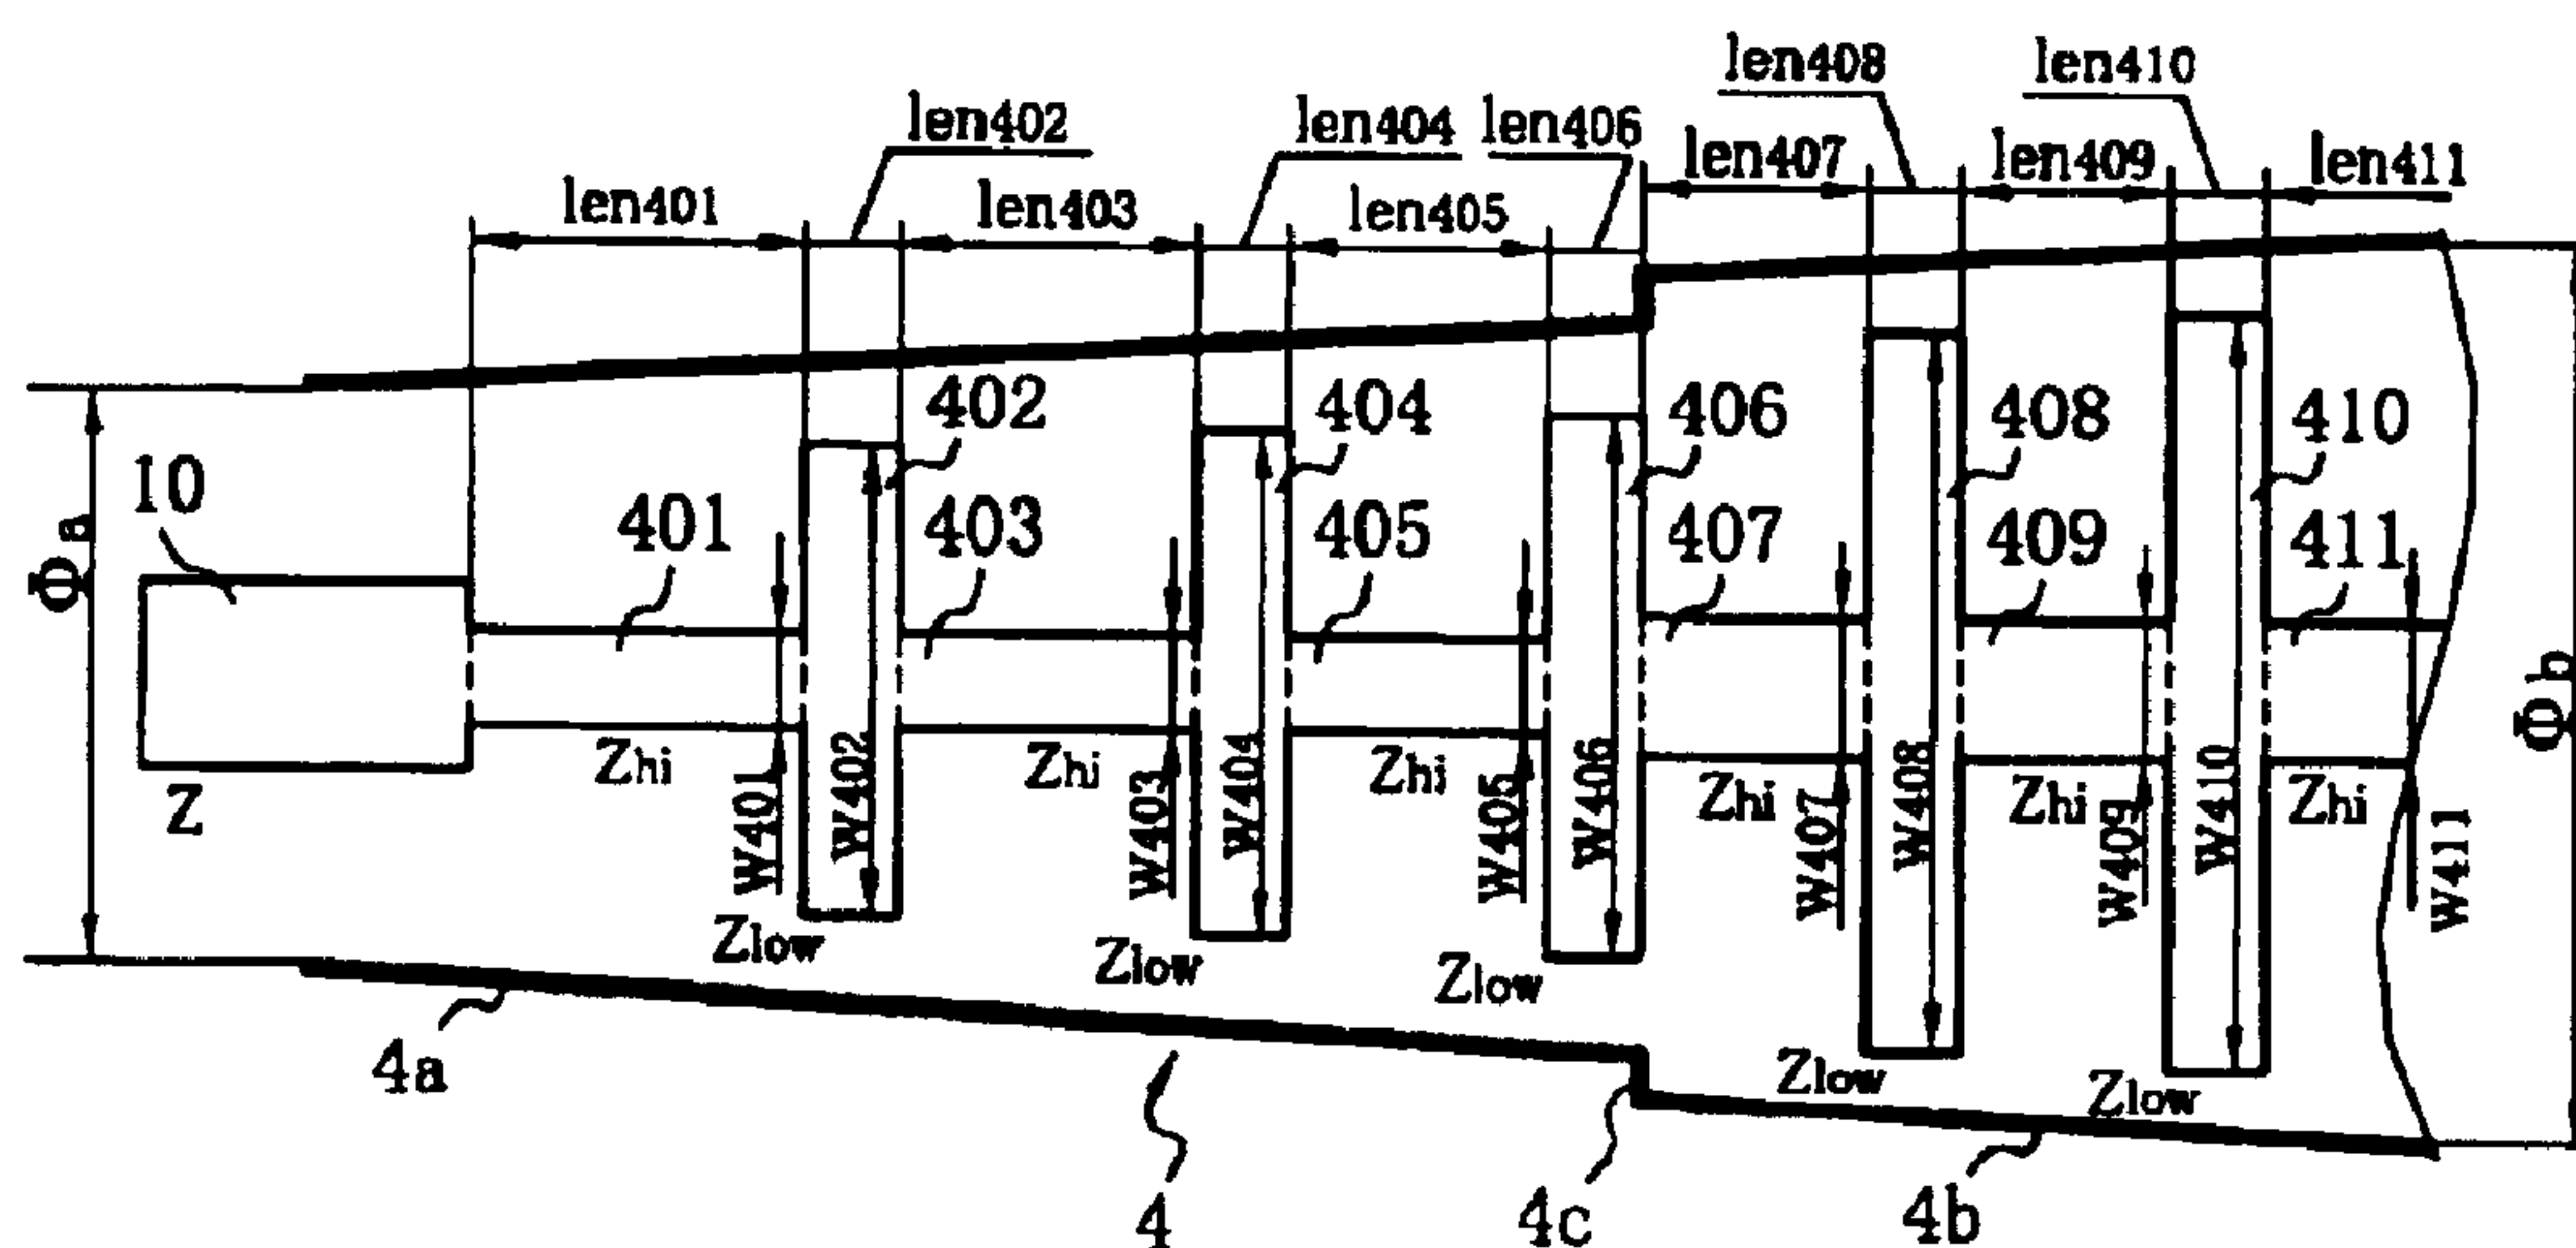 len408 len410
len402 len404 len406
len407 len409 len411
len401 len403 len405
402 404 406 408 410
10 401 403 405 407 409 411
Φa
Φb
Z Zhi Zhi Zhi Zhi Zhi Zhi
W401 W402 W403 W404 W405 W406 W407 W408 W409 W410 W411
Zlow Zlow Zlow Zlow Zlow
4a 4 4c 4b